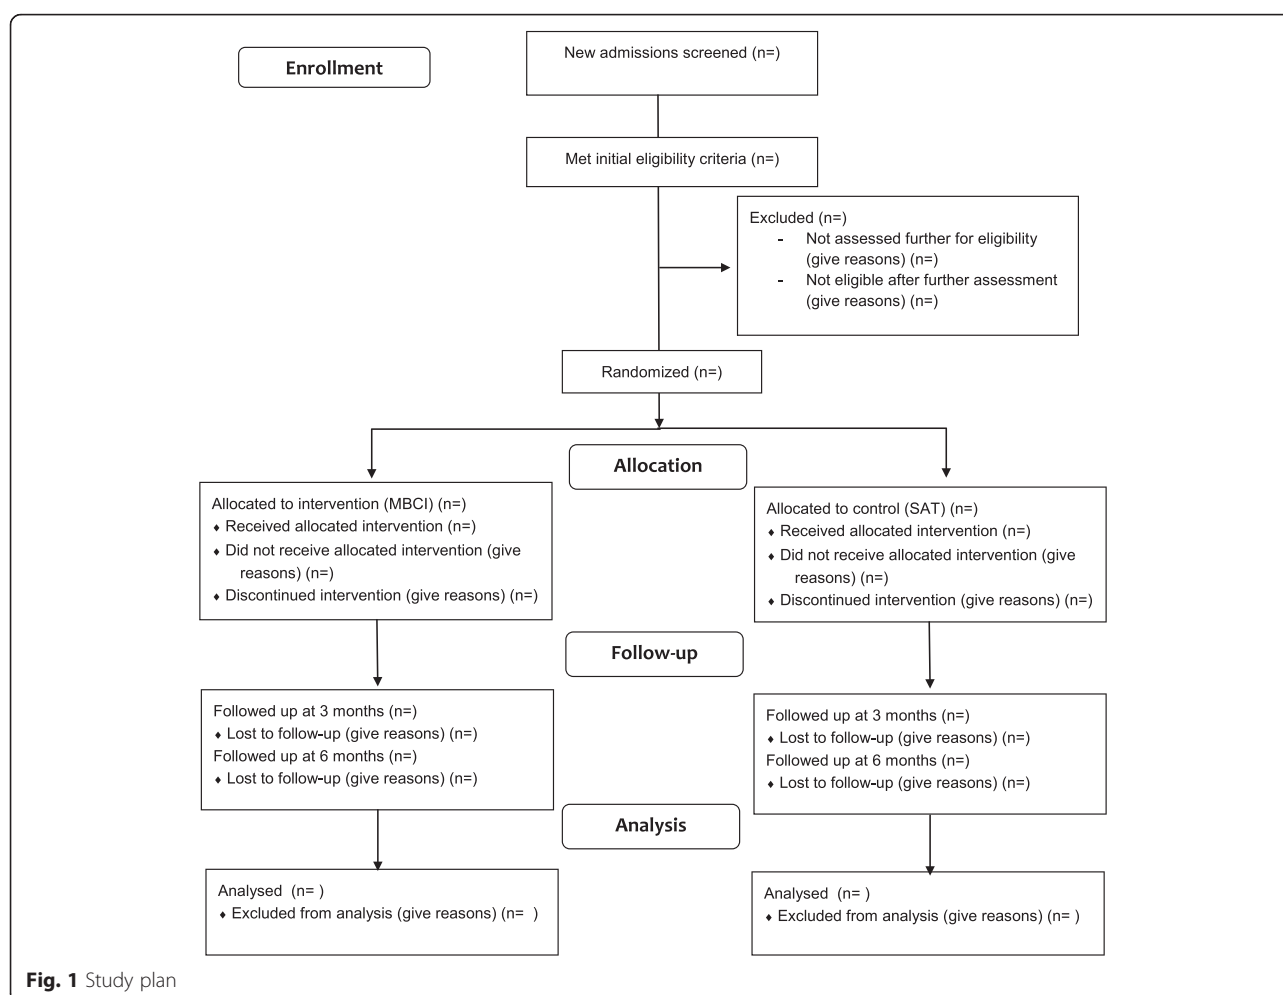 New admissions screened (n=)
Enrollment
Met initial eligibility criteria (n=)
Excluded (n=)
- Not assessed further for eligibility
(give reasons) (n=)
- Not eligible after further assessment
(give reasons) (n=)
Randomized (n=)
Allocation
Allocated to intervention (MBCI) (n=)
♦ Received allocated intervention (n=)
♦ Did not receive allocated intervention (give
reasons) (n=)
♦ Discontinued intervention (give reasons) (n=)
Allocated to control (SAT) (n=)
♦ Received allocated intervention (n=)
♦ Did not receive allocated intervention (give
reasons) (n=)
♦ Discontinued intervention (give reasons) (n=)
Follow-up
Followed up at 3 months (n=)
♦ Lost to follow-up (give reasons) (n=)
Followed up at 6 months (n=)
♦ Lost to follow-up (give reasons) (n=)
Followed up at 3 months (n=)
♦ Lost to follow-up (give reasons) (n=)
Followed up at 6 months (n=)
♦ Lost to follow-up (give reasons) (n=)
Analysis
Analysed (n= )
♦ Excluded from analysis (give reasons) (n= )
Analysed (n= )
♦ Excluded from analysis (give reasons) (n= )
Fig. 1 Study plan